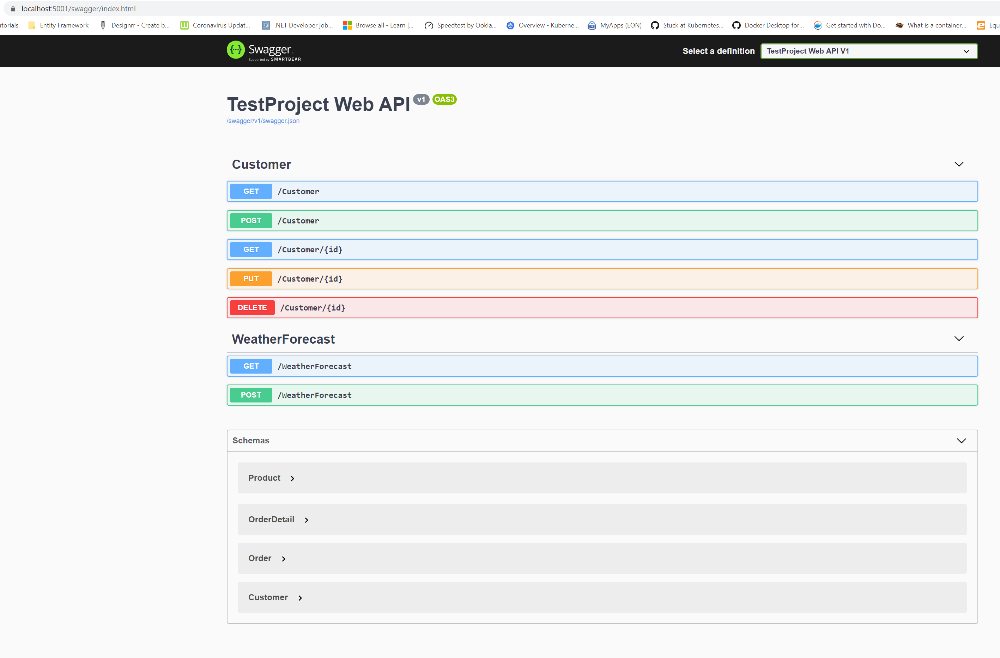 localhost:5001/swagger/index.html
utorials Entity Framework Designrr - Create b... Coronavirus Updat... .NET Developer job... Browse all - Learn |... Speedtest by Ookla... Overview - Kuberne... MyApps (EON) Stuck at Kubernetes... Docker Desktop for... Get started with Do... What is a container... Equ
Swagger
Supported by SMARTBEAR
Select a definition TestProject Web API V1
TestProject Web API v1 OAS3
/swagger/v1/swagger.json
Customer
GET /Customer
POST /Customer
GET /Customer/{id}
PUT /Customer/{id}
DELETE /Customer/{id}
WeatherForecast
GET /WeatherForecast
POST /WeatherForecast
Schemas
Product
OrderDetail
Order
Customer